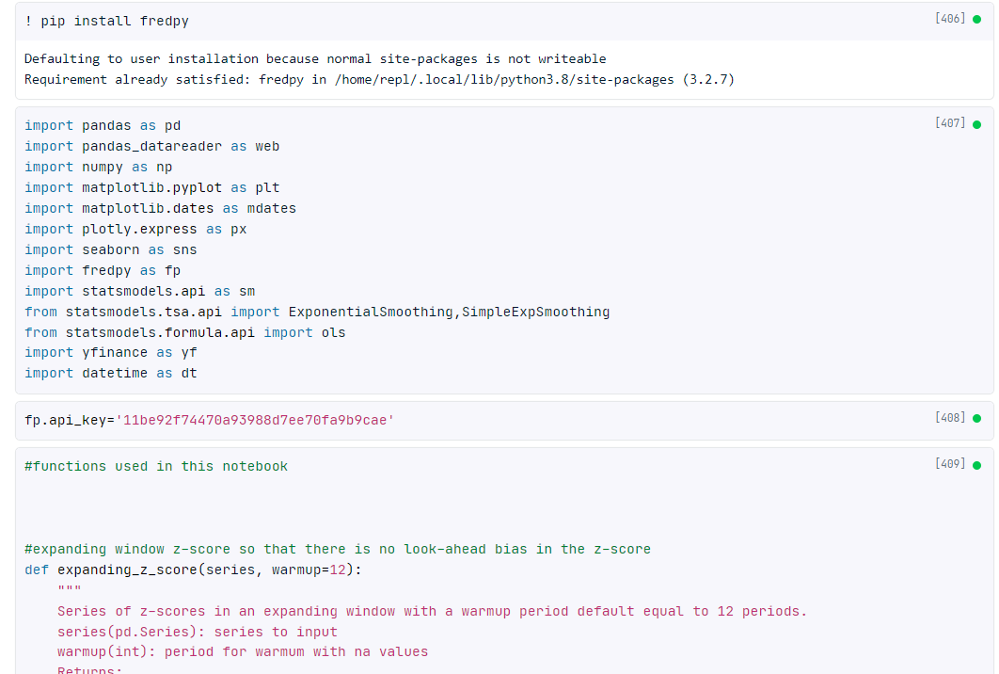 ! pip install fredpy
[406]
Defaulting to user installation because normal site-packages is not writeable
Requirement already satisfied: fredpy in /home/repl/.local/lib/python3.8/site-packages (3.2.7)
import pandas as pd
[407]
import pandas_datareader as web
import numpy as np
import matplotlib.pyplot as plt
import matplotlib.dates as mdates
import plotly.express as px
import seaborn as sns
import fredpy as fp
import statsmodels.api as sm
from statsmodels.tsa.api import ExponentialSmoothing,SimpleExpSmoothing
from statsmodels.formula.api import ols
import yfinance as yf
import datetime as dt
fp.api_key='11be92f74470a93988d7ee70fa9b9cae'
[408]
#functions used in this notebook
[409]
#expanding window z-score so that there is no look-ahead bias in the z-score
def expanding_z_score(series, warmup=12):
"""
Series of z-scores in an expanding window with a warmup period default equal to 12 periods.
series(pd.Series): series to input
warmup(int): period for warmum with na values
Returns: